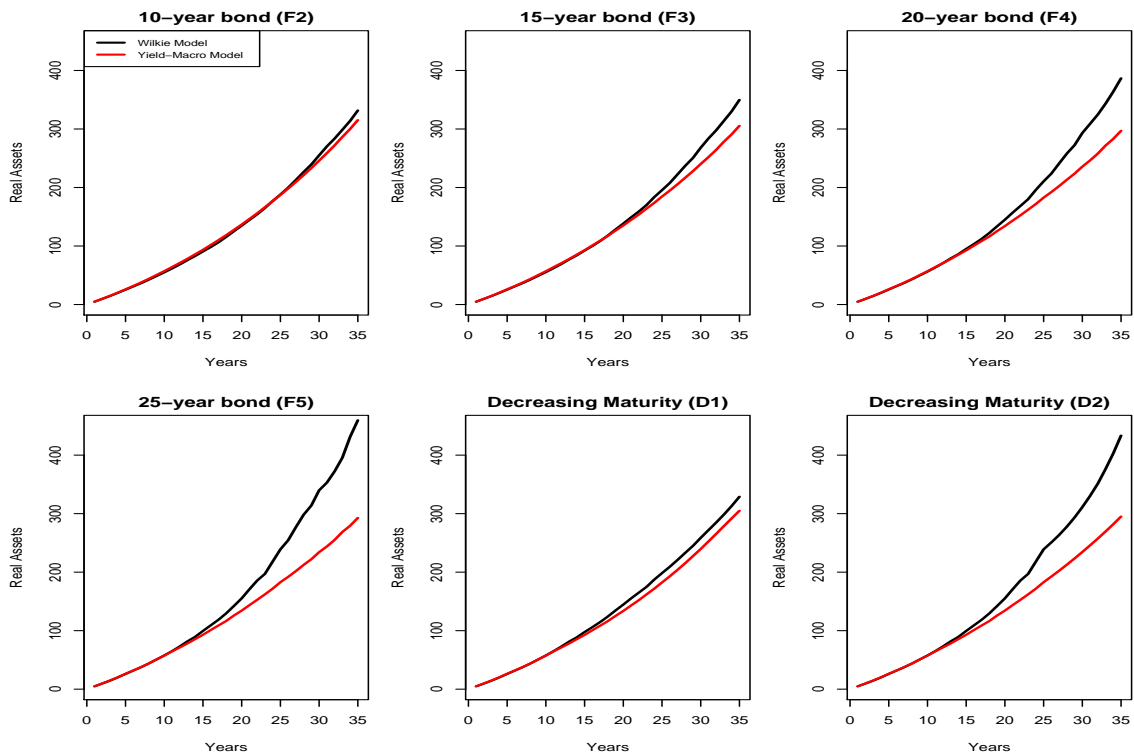 10−year bond (F2)
Wilkie Model
Yield−Macro Model
Real Assets
0 100 200 300 400
0 5 10 15 20 25 30 35
Years
15−year bond (F3)
Real Assets
0 100 200 300 400
0 5 10 15 20 25 30 35
Years
20−year bond (F4)
Real Assets
0 100 200 300 400
0 5 10 15 20 25 30 35
Years
25−year bond (F5)
Real Assets
0 100 200 300 400
0 5 10 15 20 25 30 35
Years
Decreasing Maturity (D1)
Real Assets
0 100 200 300 400
0 5 10 15 20 25 30 35
Years
Decreasing Maturity (D2)
Real Assets
0 100 200 300 400
0 5 10 15 20 25 30 35
Years